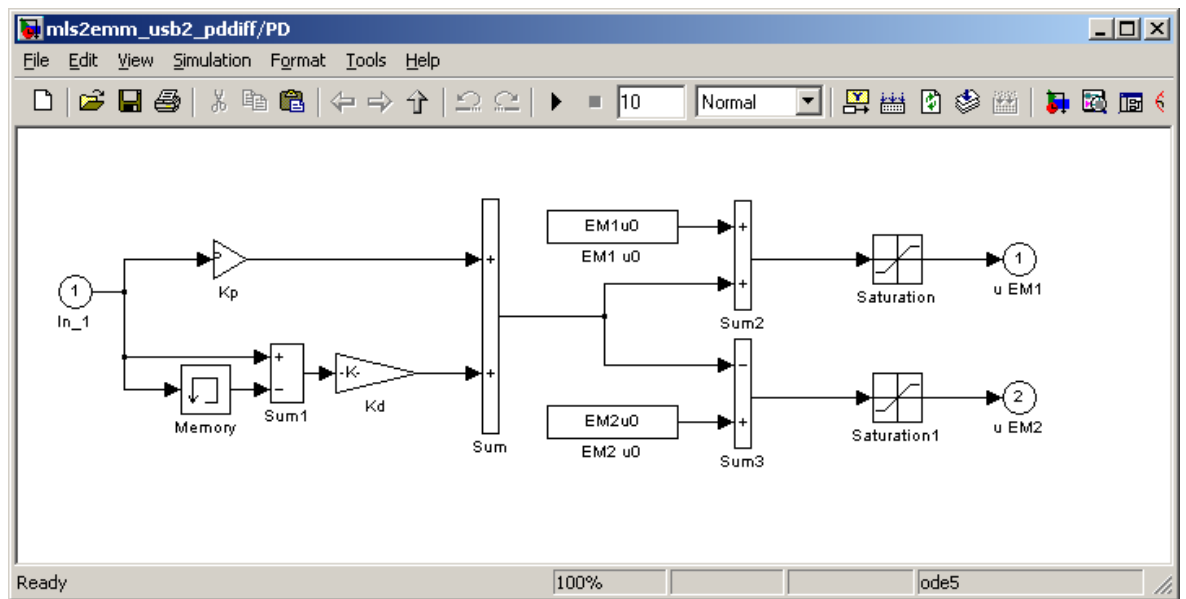 mls2emm_usb2_pddiff/PD
File Edit View Simulation Format Tools Help
10 Normal
EM1u0
EM1 u0
1
In_1
Kp
+
+
Sum
+
+
Sum2
Saturation
1
u EM1
Memory
+
−
Sum1
-K-
Kd
EM2u0
EM2 u0
−
+
Sum3
Saturation1
2
u EM2
Ready 100% ode5